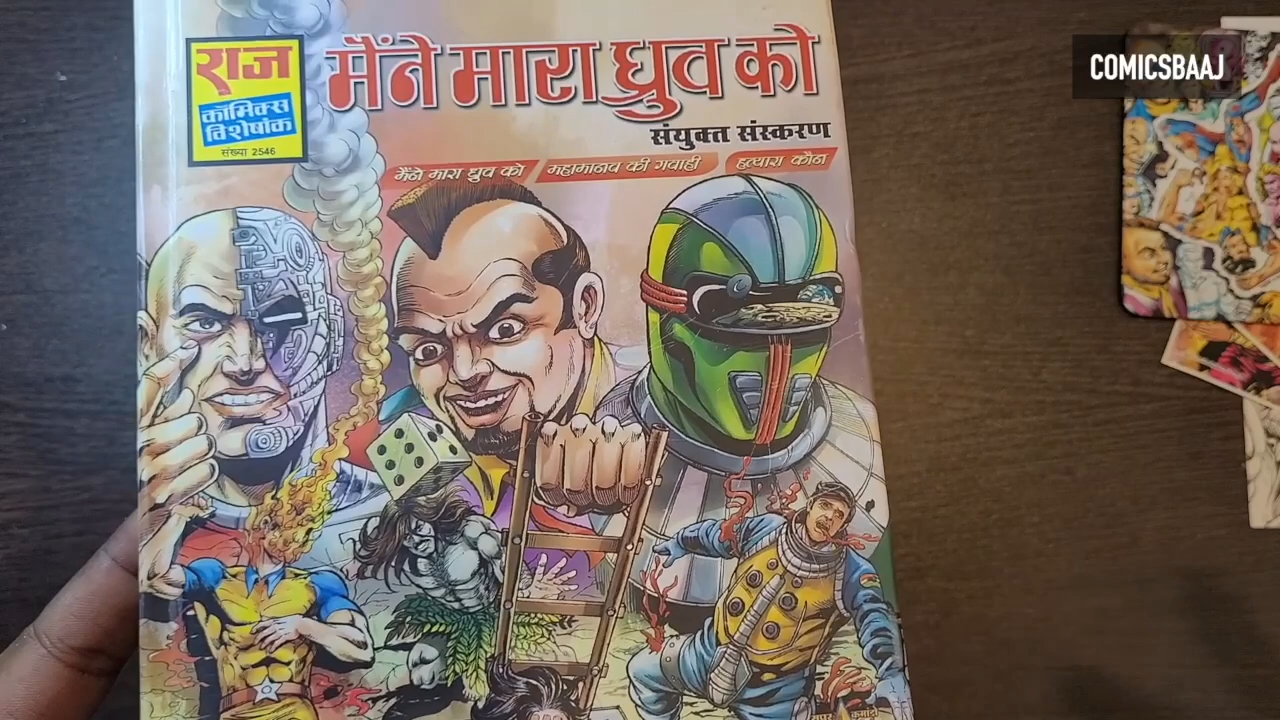 COMICSBAAJ
राज
कॉमिक्स
विशेषांक
संख्या 2546
मैंने मारा ध्रुव को
संयुक्त संस्करण
मैंने मारा ध्रुव को
महामानव की गवाही
हत्यारा कौन